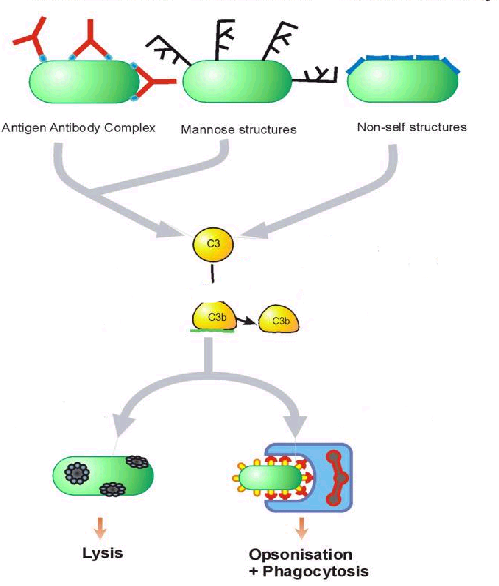 Antigen Antibody Complex
Mannose structures
Non-self structures
C3
C3b
C3b
Lysis
Opsonisation
+ Phagocytosis